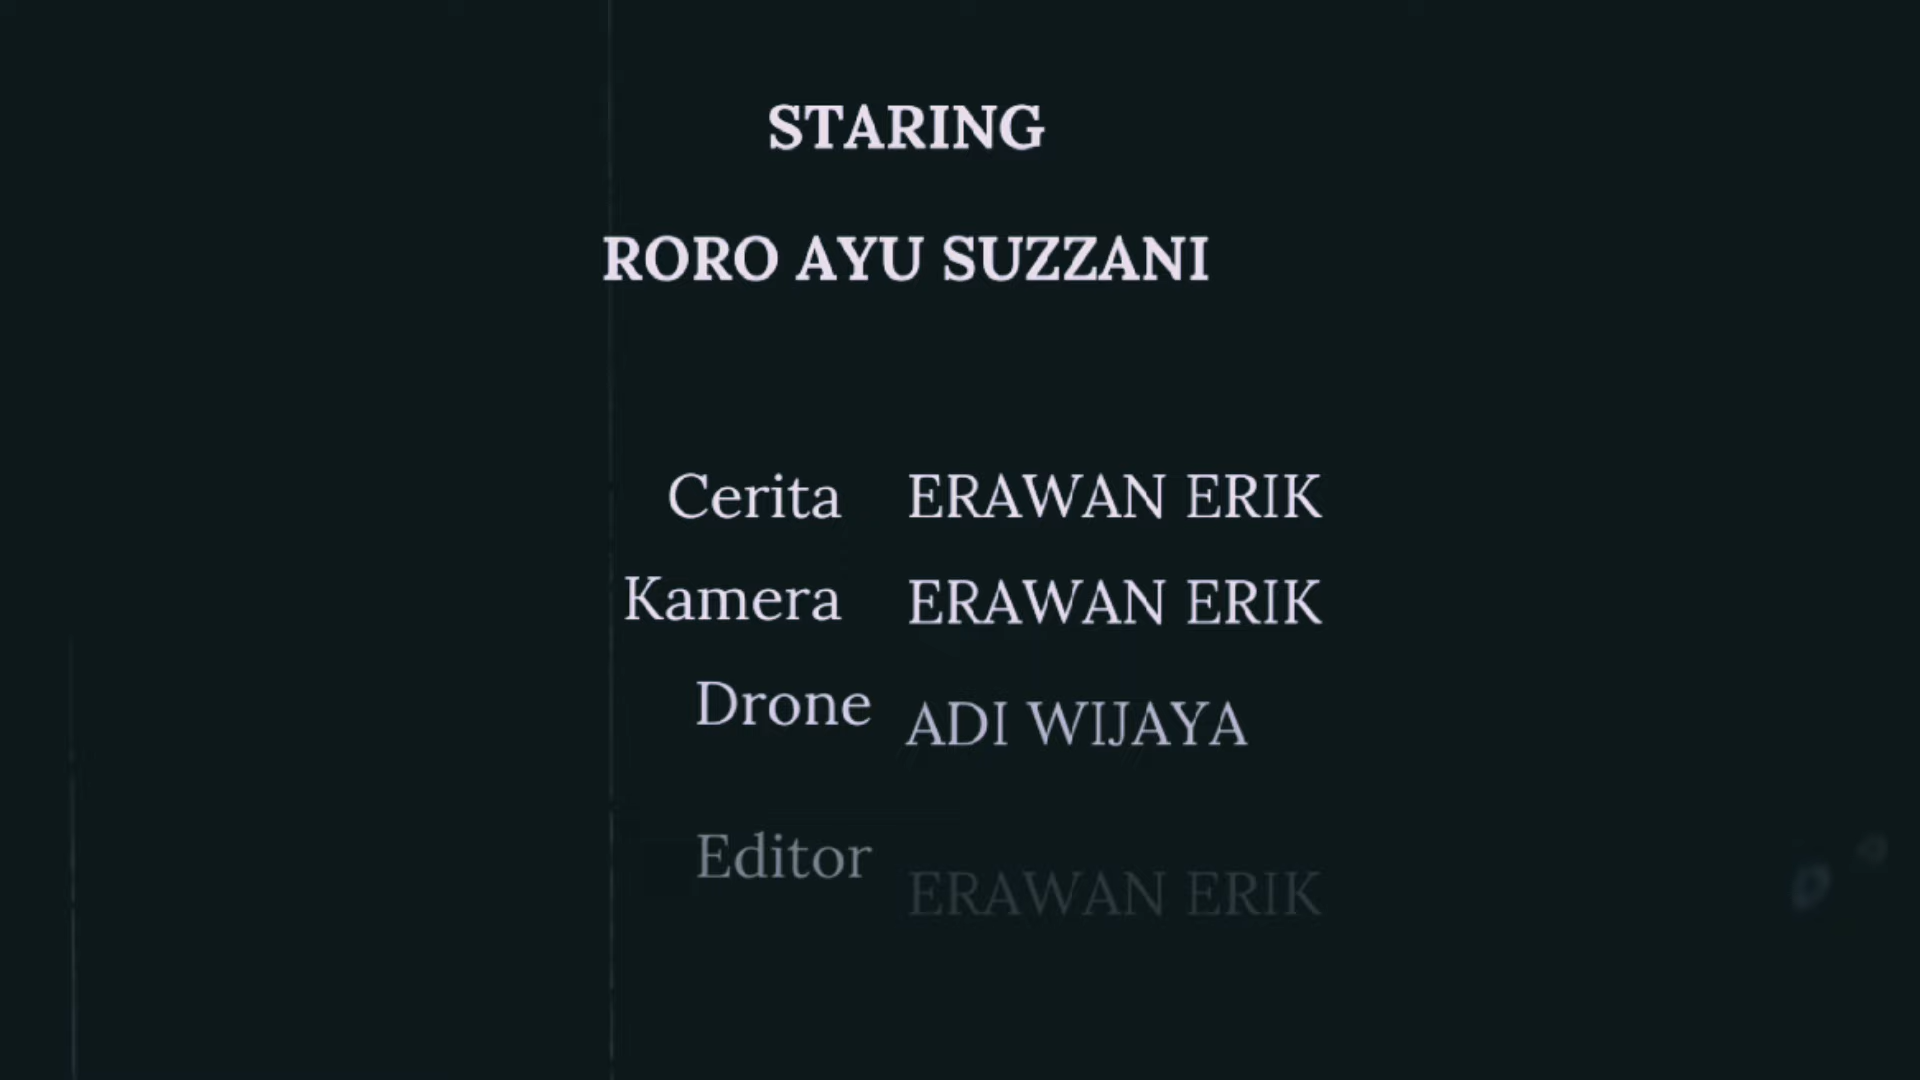 STARING
RORO AYU SUZZANI
Cerita ERAWAN ERIK
Kamera ERAWAN ERIK
Drone ADI WIJAYA
Editor ERAWAN ERIK